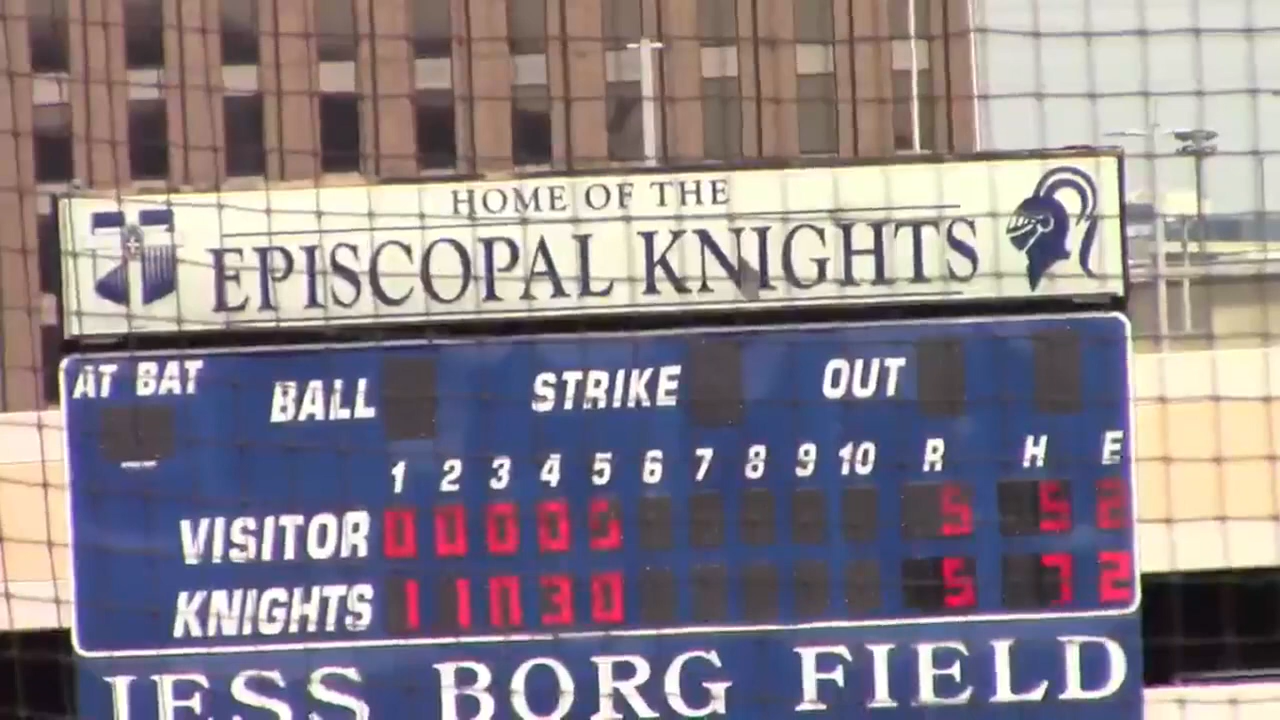 HOME OF THE
EPISCOPAL KNIGHTS
AT BAT BALL STRIKE OUT
1 2 3 4 5 6 7 8 9 10 R H E
VISITOR 0 0 0 0 5 5 5 2
KNIGHTS 1 1 0 3 0 5 7 2
JESS BORG FIELD